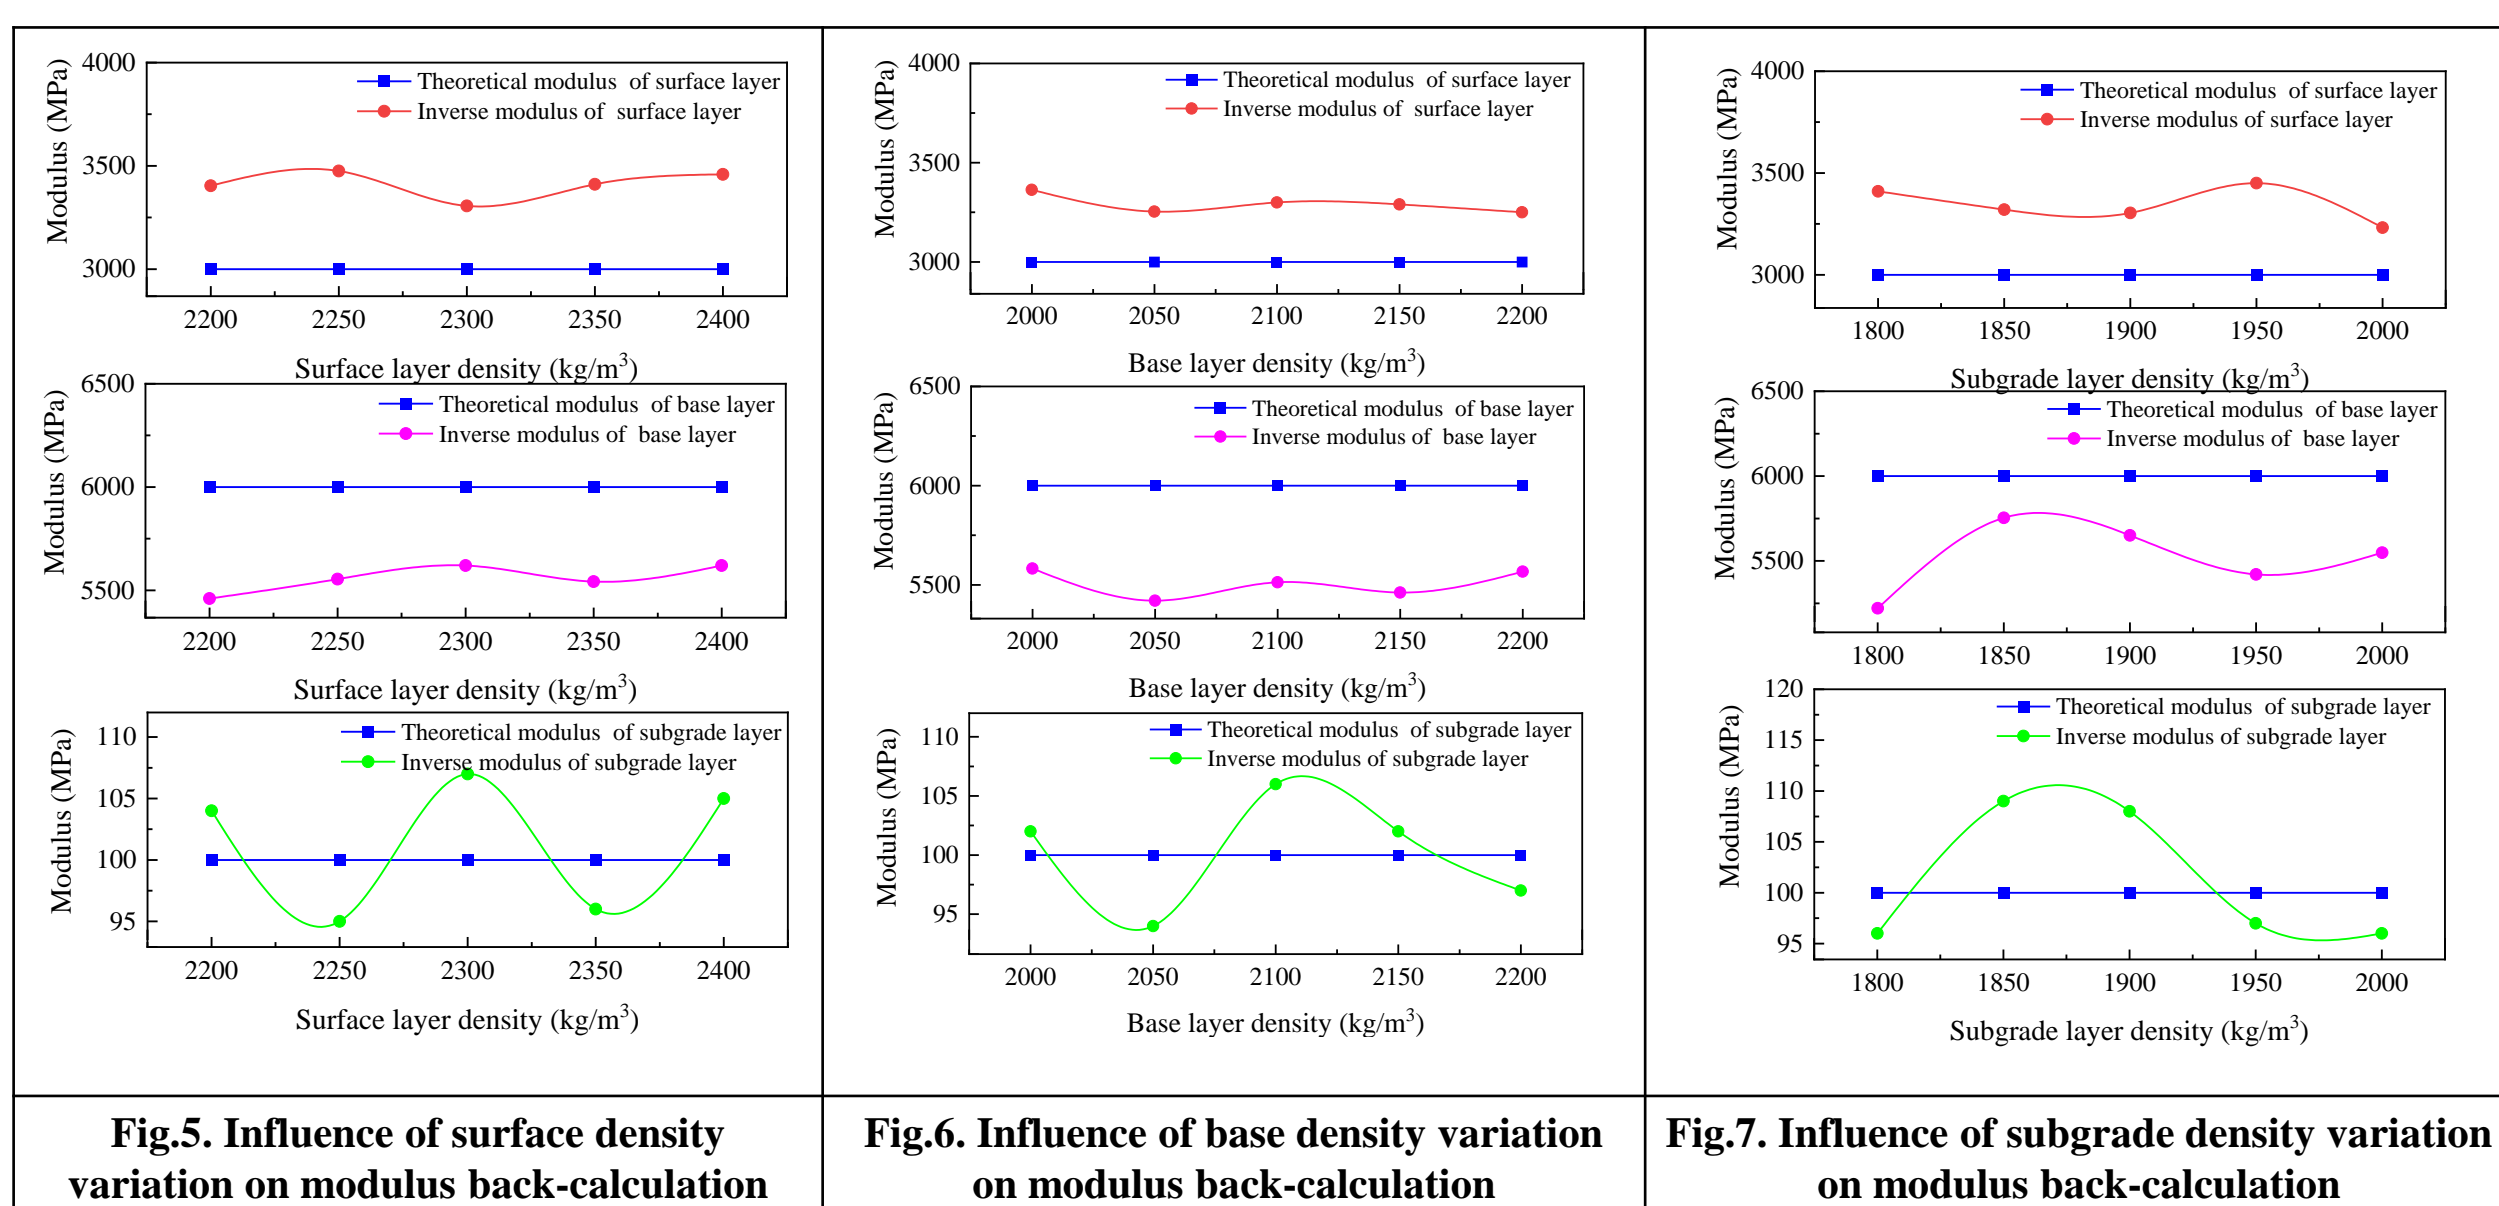 4000
3500
3000
Modulus (MPa)
Theoretical modulus  of surface layer
Inverse modulus of  surface layer
2200 2250 2300 2350 2400
Surface layer density (kg/m³)
6500
6000
5500
Modulus (MPa)
Theoretical modulus  of base layer
Inverse modulus of  base layer
2200 2250 2300 2350 2400
Surface layer density (kg/m³)
110
105
100
95
Modulus (MPa)
Theoretical modulus  of subgrade layer
Inverse modulus of subgrade layer
2200 2250 2300 2350 2400
Surface layer density (kg/m³)
Fig.5. Influence of surface density
variation on modulus back-calculation
4000
3500
3000
Modulus (MPa)
Theoretical modulus  of surface layer
Inverse modulus of  surface layer
2000 2050 2100 2150 2200
Base layer density (kg/m³)
6500
6000
5500
Modulus (MPa)
Theoretical modulus  of base layer
Inverse modulus of  base layer
2000 2050 2100 2150 2200
Base layer density (kg/m³)
110
105
100
95
Modulus (MPa)
Theoretical modulus  of subgrade layer
Inverse modulus of subgrade layer
2000 2050 2100 2150 2200
Base layer density (kg/m³)
Fig.6. Influence of base density variation
on modulus back-calculation
4000
3500
3000
Modulus (MPa)
Theoretical modulus  of surface layer
Inverse modulus of surface layer
1800 1850 1900 1950 2000
Subgrade layer density (kg/m³)
6500
6000
5500
Modulus (MPa)
Theoretical modulus  of base layer
Inverse modulus of  base layer
1800 1850 1900 1950 2000
120
115
110
105
100
95
Modulus (MPa)
Theoretical modulus  of subgrade layer
Inverse modulus of subgrade layer
1800 1850 1900 1950 2000
Subgrade layer density (kg/m³)
Fig.7. Influence of subgrade density variation
on modulus back-calculation